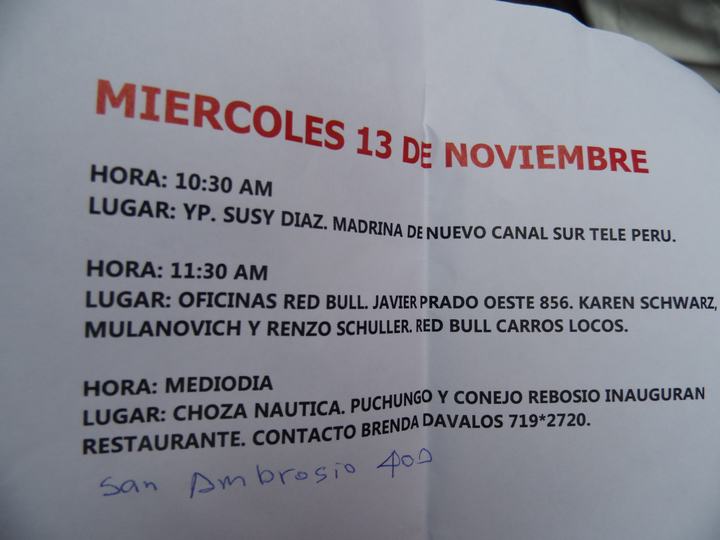 MIERCOLES 13 DE NOVIEMBRE
HORA: 10:30 AM
LUGAR: YP. SUSY DIAZ. MADRINA DE NUEVO CANAL SUR TELE PERU.
HORA: 11:30 AM
LUGAR: OFICINAS RED BULL. JAVIER PRADO OESTE 856. KAREN SCHWARZ,
MULANOVICH Y RENZO SCHULLER. RED BULL CARROS LOCOS.
HORA: MEDIODIA
LUGAR: CHOZA NAUTICA. PUCHUNGO Y CONEJO REBOSIO INAUGURAN
RESTAURANTE. CONTACTO BRENDA DAVALOS 719*2720.
San Ambrosio 400